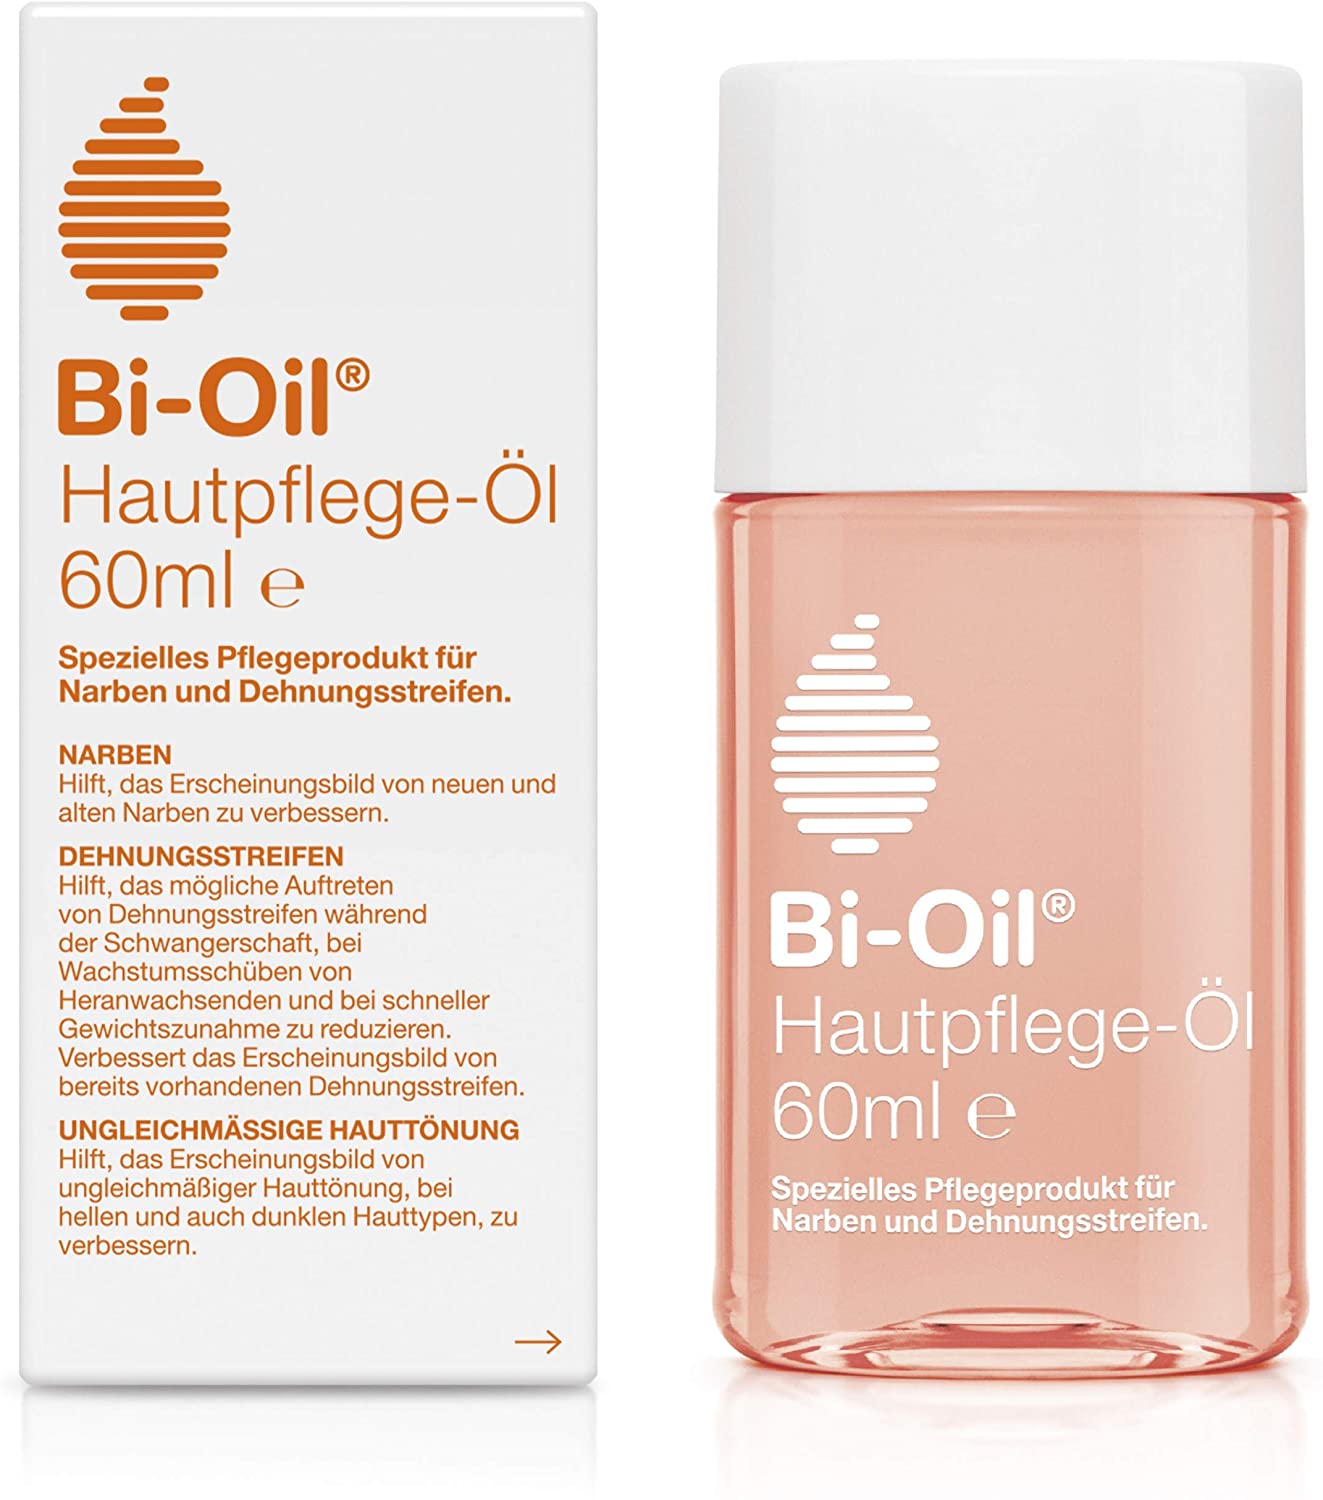 Bi-Oil®
Hautpflege-Öl
60ml ℮
Spezielles Pflegeprodukt für
Narben und Dehnungsstreifen.
NARBEN
Hilft, das Erscheinungsbild von neuen und
alten Narben zu verbessern.
DEHNUNGSSTREIFEN
Hilft, das mögliche Auftreten
von Dehnungsstreifen während
der Schwangerschaft, bei
Wachstumsschüben von
Heranwachsenden und bei schneller
Gewichtszunahme zu reduzieren.
Verbessert das Erscheinungsbild von
bereits vorhandenen Dehnungsstreifen.
UNGLEICHMÄSSIGE HAUTTÖNUNG
Hilft, das Erscheinungsbild von
ungleichmäßiger Hauttönung, bei
hellen und auch dunklen Hauttypen, zu
verbessern.
Bi-Oil®
Hautpflege-Öl
60ml ℮
Spezielles Pflegeprodukt für
Narben und Dehnungsstreifen.